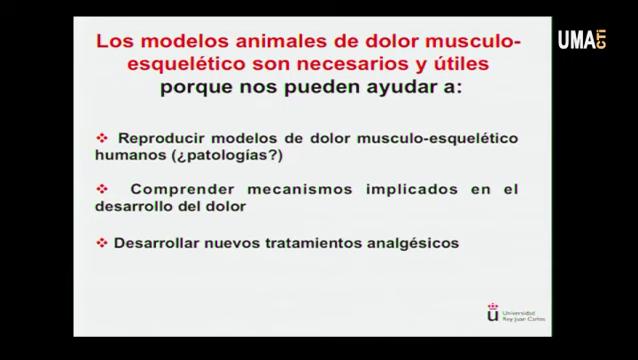 Los modelos animales de dolor musculo-
esquelético son necesarios y útiles
porque nos pueden ayudar a:
UMA
CTI
❖ Reproducir modelos de dolor musculo-esquelético
humanos (¿patologías?)
❖ Comprender mecanismos implicados en el
desarrollo del dolor
❖ Desarrollar nuevos tratamientos analgésicos
u
Universidad
Rey Juan Carlos